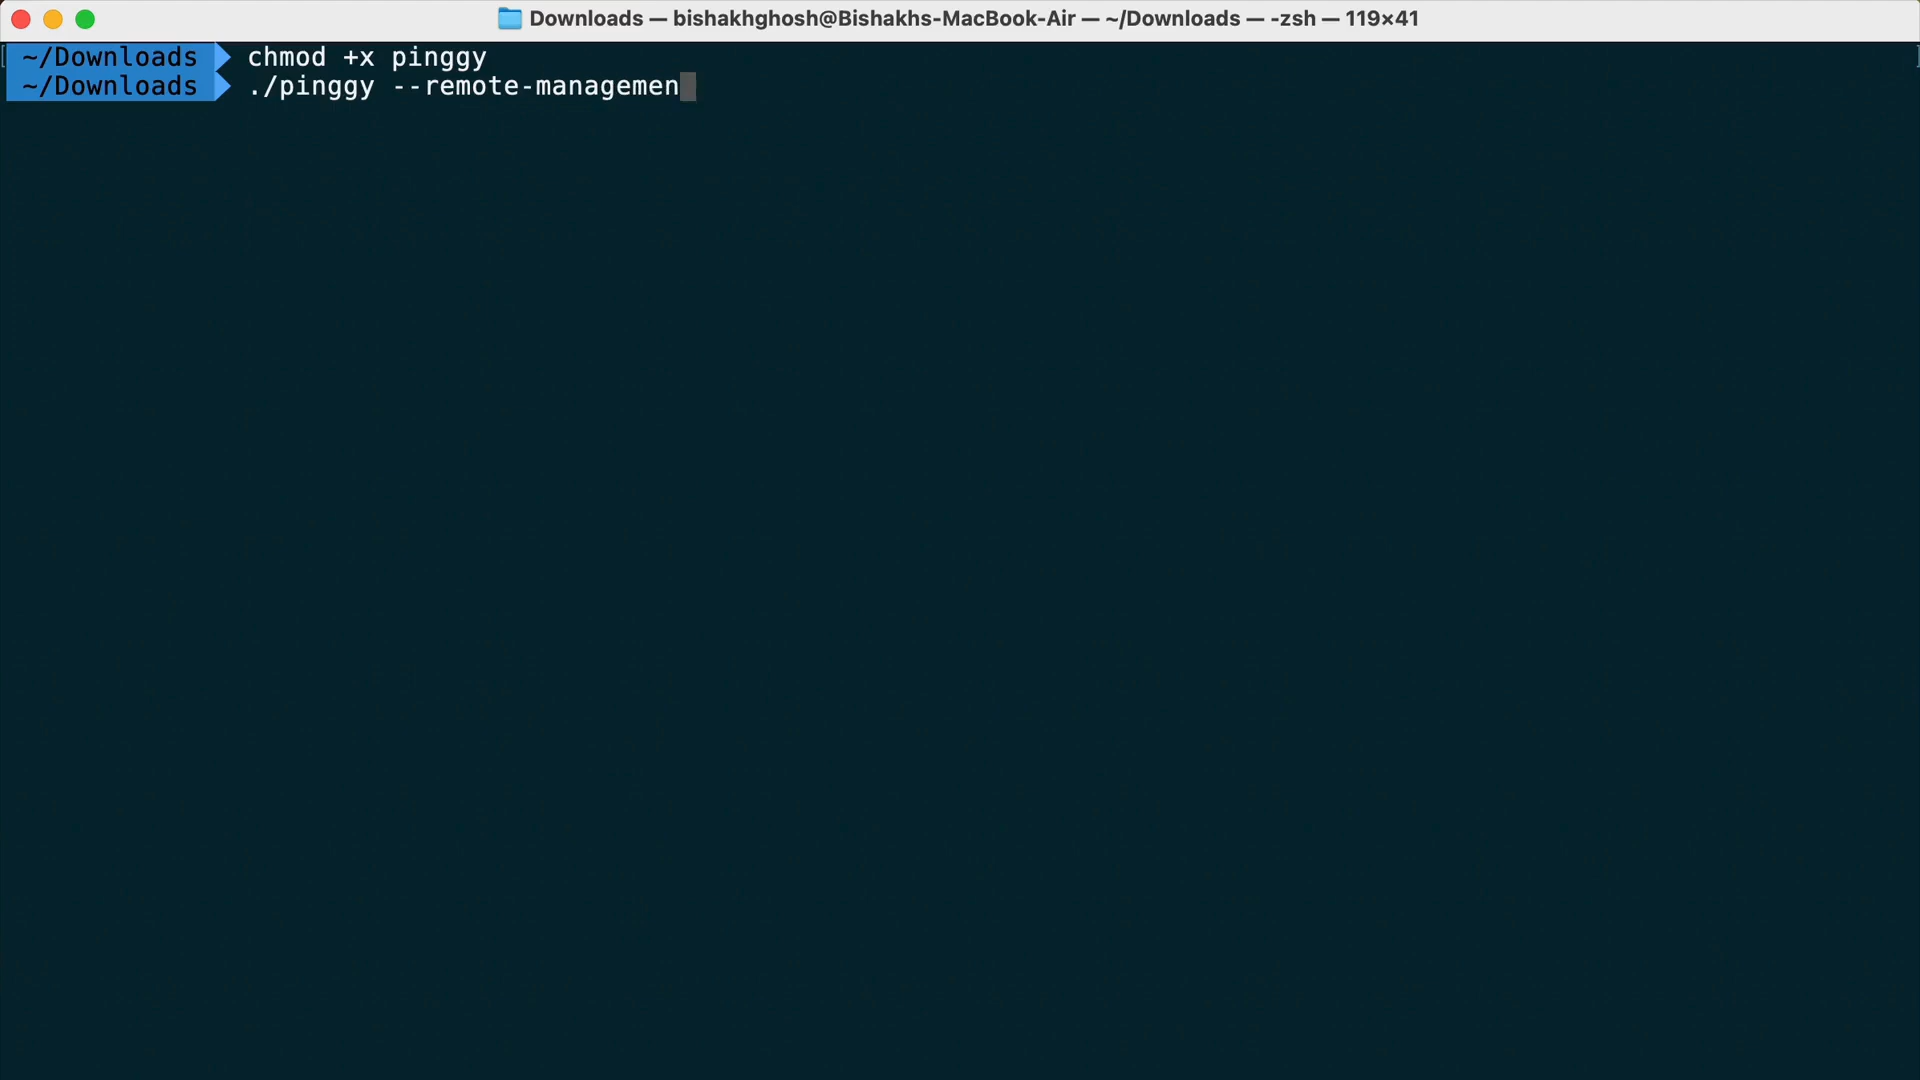 Downloads — bishakhghosh@Bishakhs-MacBook-Air — ~/Downloads — -zsh — 119×41
~/Downloads chmod +x pinggy
~/Downloads ./pinggy --remote-managemen